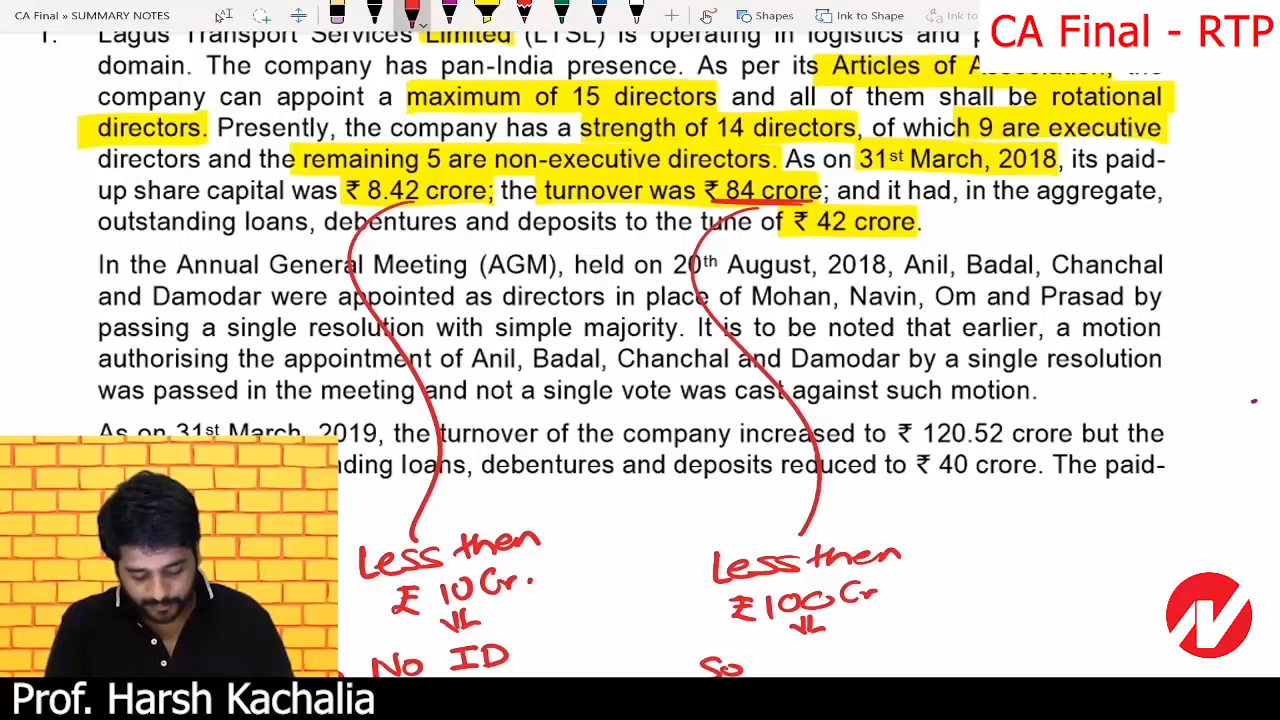 CA Final » SUMMARY NOTES
Shapes
Ink to Shape
Ink to
CA Final - RTP
1. Lagus Transport Services Limited (LTSL) is operating in logistics and
domain. The company has pan-India presence. As per its Articles of Association, the
company can appoint a maximum of 15 directors and all of them shall be rotational
directors. Presently, the company has a strength of 14 directors, of which 9 are executive
directors and the remaining 5 are non-executive directors. As on 31st March, 2018, its paid-
up share capital was ₹ 8.42 crore; the turnover was ₹ 84 crore; and it had, in the aggregate,
outstanding loans, debentures and deposits to the tune of ₹ 42 crore.
In the Annual General Meeting (AGM), held on 20th August, 2018, Anil, Badal, Chanchal
and Damodar were appointed as directors in place of Mohan, Navin, Om and Prasad by
passing a single resolution with simple majority. It is to be noted that earlier, a motion
authorising the appointment of Anil, Badal, Chanchal and Damodar by a single resolution
was passed in the meeting and not a single vote was cast against such motion.
As on 31st March, 2019, the turnover of the company increased to ₹ 120.52 crore but the
nding loans, debentures and deposits reduced to ₹ 40 crore. The paid-
Less then
₹ 10 Cr.
No ID
Less then
₹ 100 Cr
So
N
Prof. Harsh Kachalia